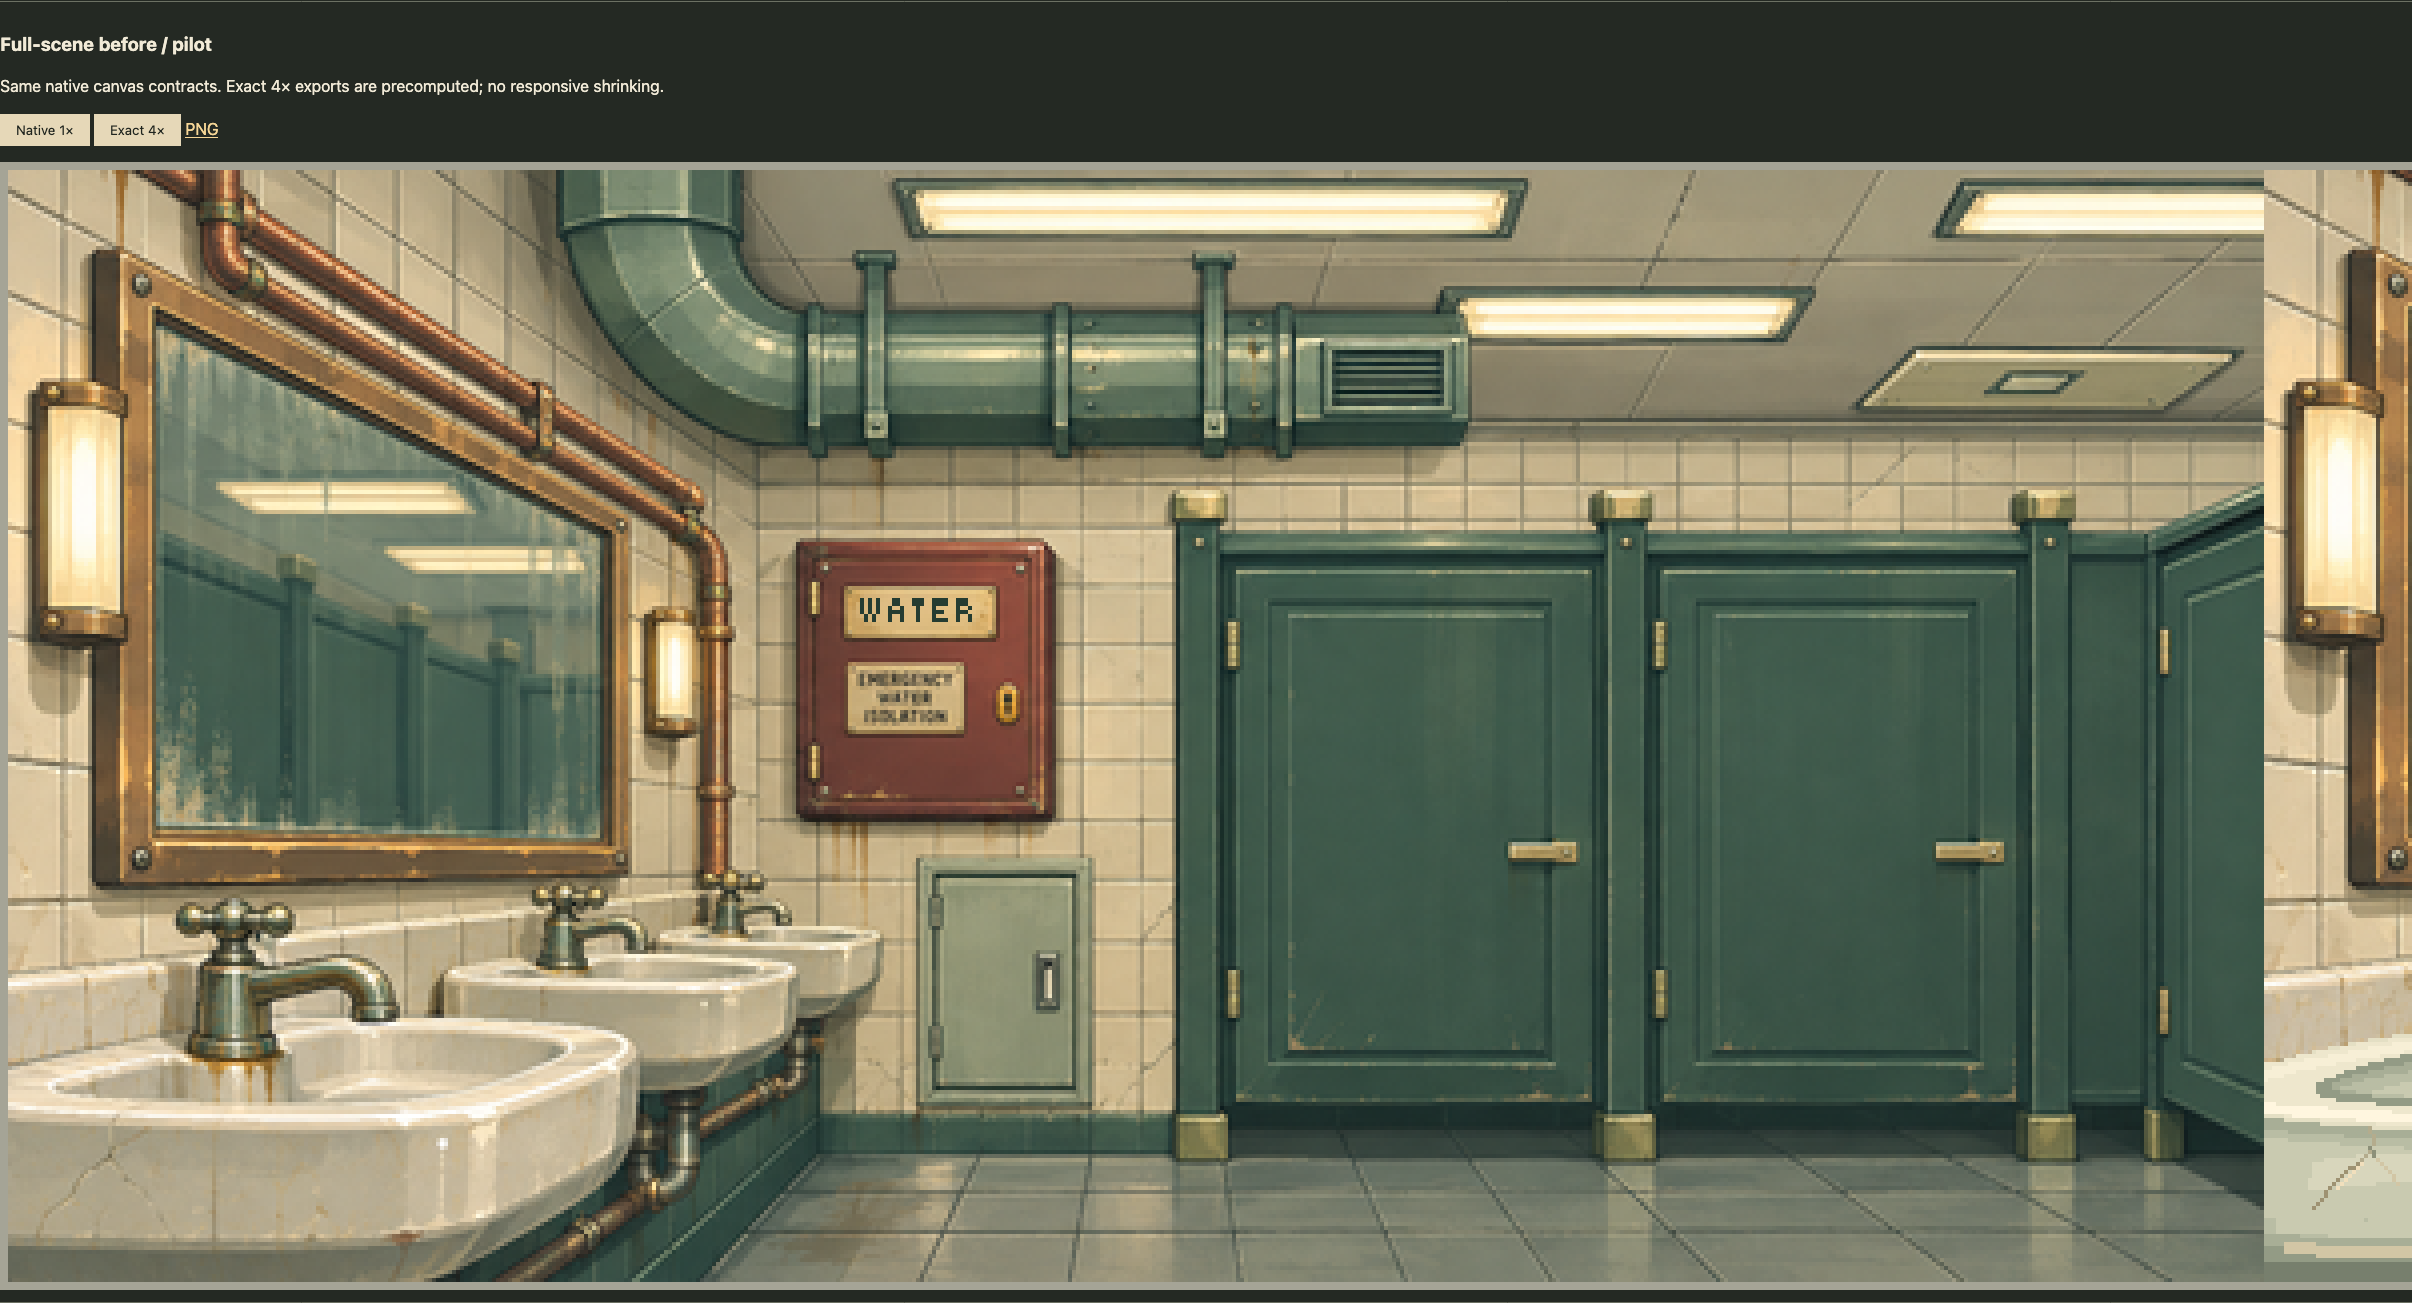 Full-scene before / pilot
Same native canvas contracts. Exact 4× exports are precomputed; no responsive shrinking.
Native 1× Exact 4× PNG
WATER
EMERGENCY
WATER
ISOLATION